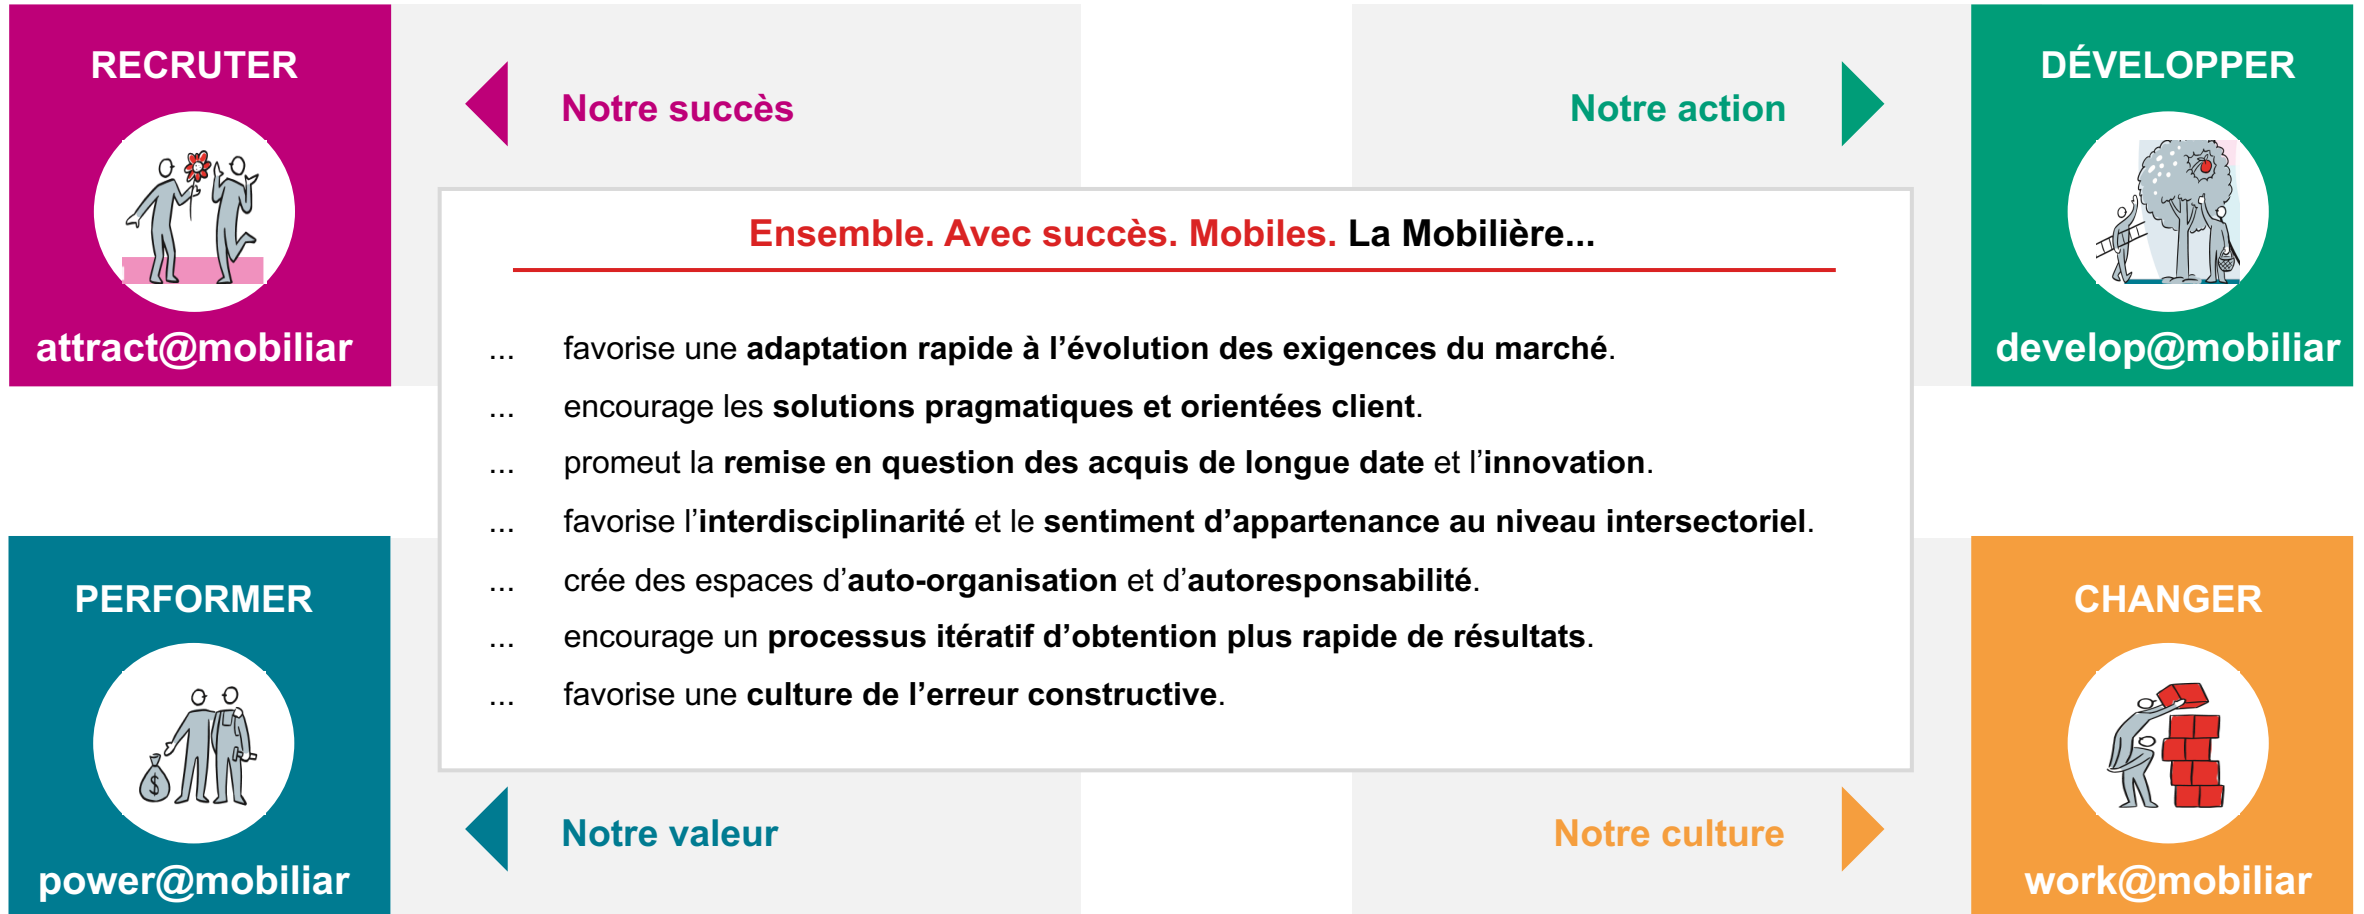 RECRUTER
attract@mobiliar
Notre succès
Notre action
DÉVELOPPER
develop@mobiliar
Ensemble. Avec succès. Mobiles. La Mobilière...
... favorise une adaptation rapide à l’évolution des exigences du marché.
... encourage les solutions pragmatiques et orientées client.
... promeut la remise en question des acquis de longue date et l’innovation.
... favorise l’interdisciplinarité et le sentiment d’appartenance au niveau intersectoriel.
... crée des espaces d’auto-organisation et d’autoresponsabilité.
... encourage un processus itératif d’obtention plus rapide de résultats.
... favorise une culture de l’erreur constructive.
PERFORMER
$
power@mobiliar
Notre valeur
Notre culture
CHANGER
work@mobiliar